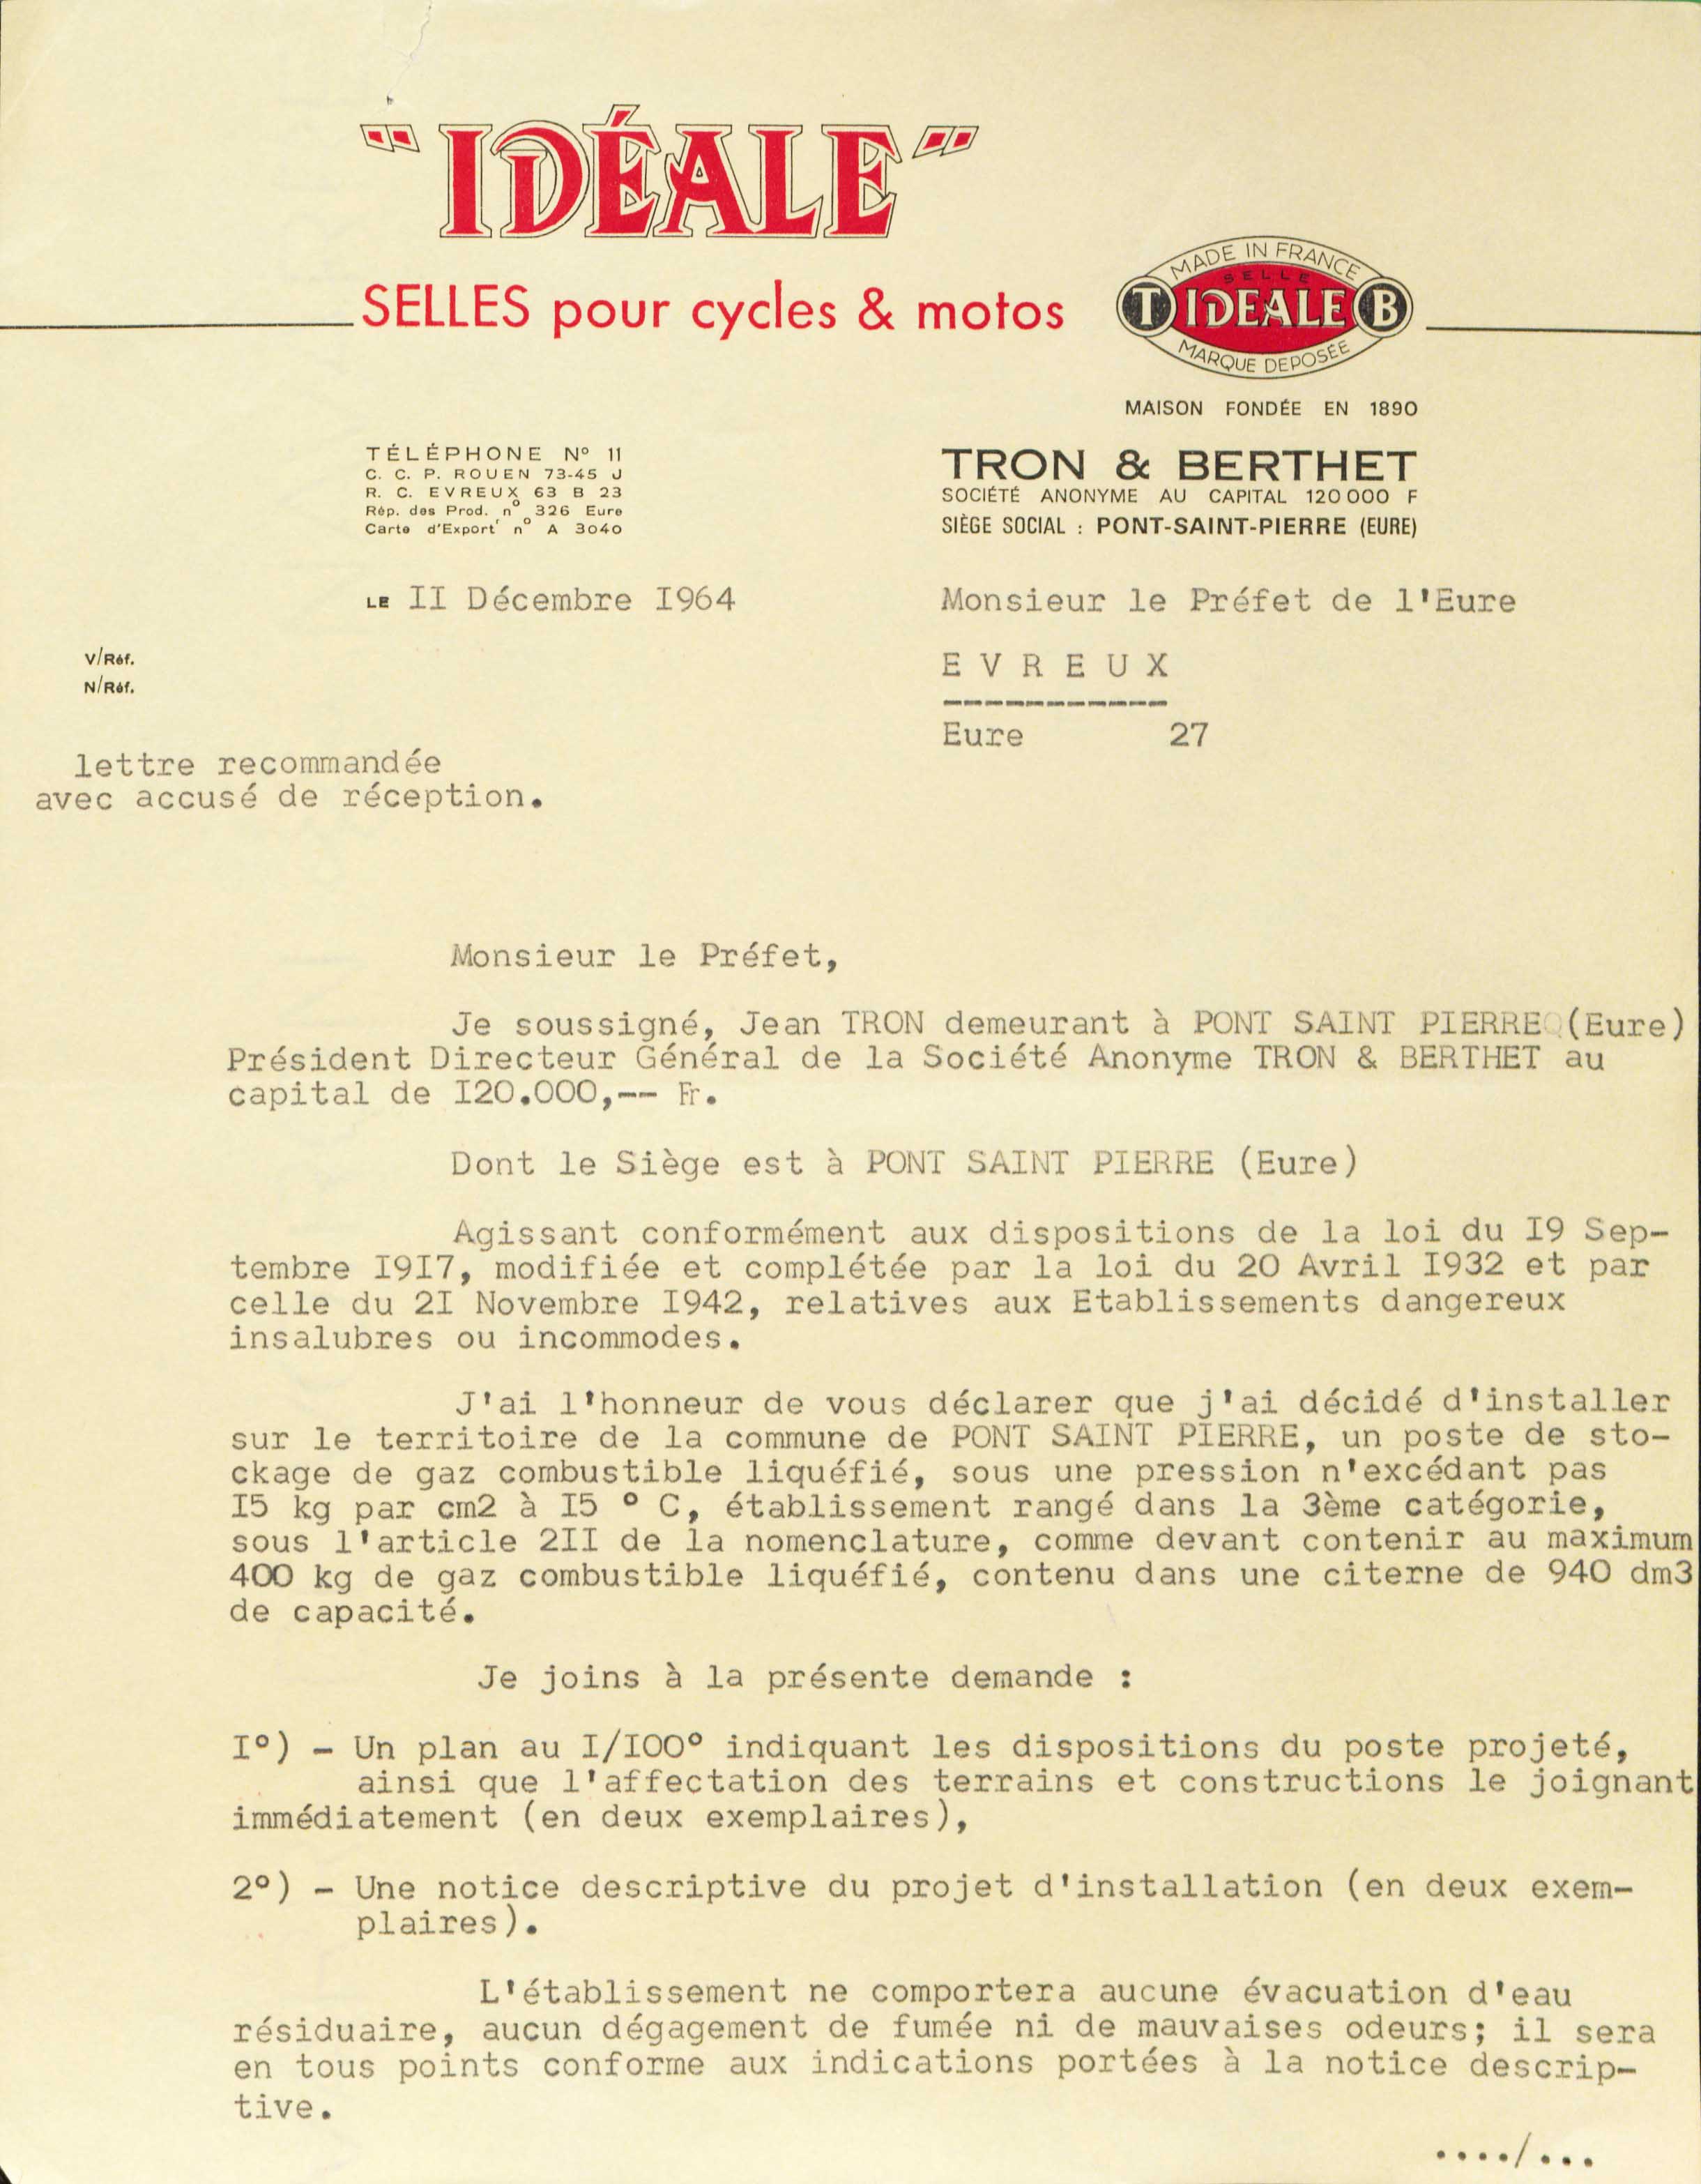 "IDÉALE"
SELLES pour cycles & motos
MADE IN FRANCE
SELLE
T IDEALE B
MARQUE DEPOSÉE
MAISON FONDÉE EN 1890
TÉLÉPHONE Nº 11
C. C. P. ROUEN 73-45 J
R. C. EVREUX 63 B 23
Rép. des Prod. nº 326 Eure
Carte d'Export' nº A 3040
TRON & BERTHET
SOCIÉTÉ ANONYME AU CAPITAL 120 000 F
SIÈGE SOCIAL : PONT-SAINT-PIERRE (EURE)
LE II Décembre I964
Monsieur le Préfet de l'Eure
V/Réf.
N/Réf.
E V R E U X
-----------
Eure 27
lettre recommandée
avec accusé de réception.
Monsieur le Préfet,
Je soussigné, Jean TRON demeurant à PONT SAINT PIERRE (Eure)
Président Directeur Général de la Société Anonyme TRON & BERTHET au
capital de I20.000,-- Fr.
Dont le Siège est à PONT SAINT PIERRE (Eure)
Agissant conformément aux dispositions de la loi du I9 Sep-
tembre I9I7, modifiée et complétée par la loi du 20 Avril I932 et par
celle du 2I Novembre I942, relatives aux Etablissements dangereux
insalubres ou incommodes.
J'ai l'honneur de vous déclarer que j'ai décidé d'installer
sur le territoire de la commune de PONT SAINT PIERRE, un poste de sto-
ckage de gaz combustible liquéfié, sous une pression n'excédant pas
I5 kg par cm2 à I5 ° C, établissement rangé dans la 3ème catégorie,
sous l'article 2II de la nomenclature, comme devant contenir au maximum
400 kg de gaz combustible liquéfié, contenu dans une citerne de 940 dm3
de capacité.
Je joins à la présente demande :
I°) - Un plan au I/I00° indiquant les dispositions du poste projeté,
ainsi que l'affectation des terrains et constructions le joignant
immédiatement (en deux exemplaires),
2°) - Une notice descriptive du projet d'installation (en deux exem-
plaires).
L'établissement ne comportera aucune évacuation d'eau
résiduaire, aucun dégagement de fumée ni de mauvaises odeurs; il sera
en tous points conforme aux indications portées à la notice descrip-
tive.
..../...